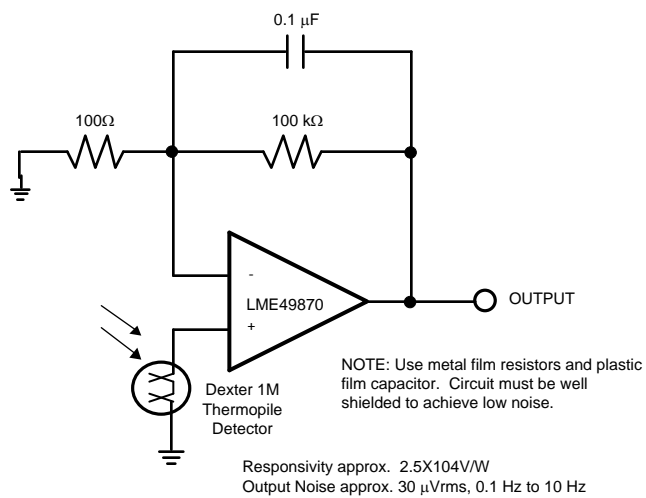 0.1 μF
100Ω
100 kΩ
-
LME49870
+
OUTPUT
NOTE: Use metal film resistors and plastic
film capacitor. Circuit must be well
shielded to achieve low noise.
Dexter 1M
Thermopile
Detector
Responsivity approx. 2.5X104V/W
Output Noise approx. 30 μVrms, 0.1 Hz to 10 Hz